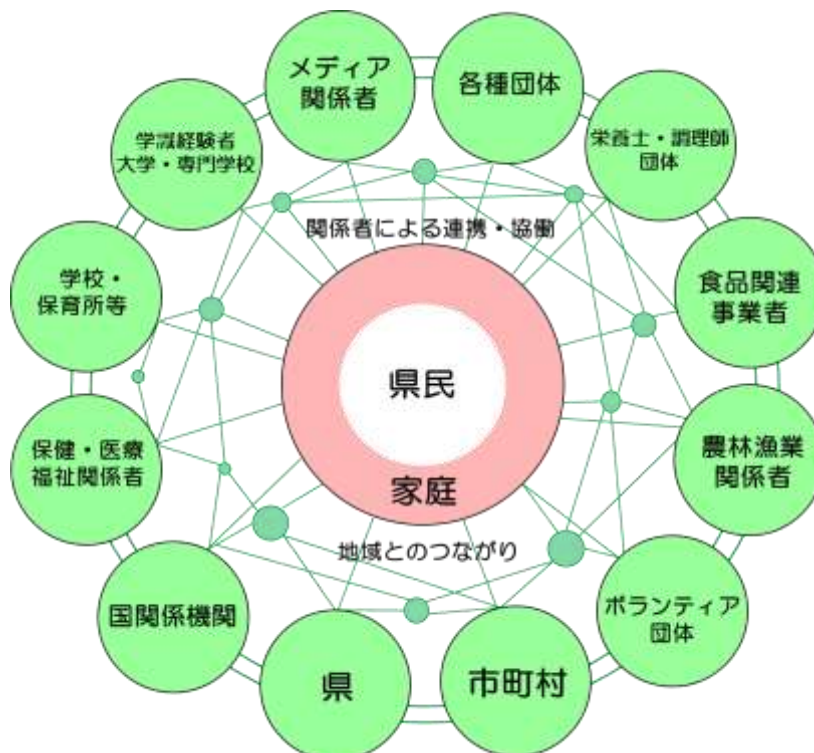 メディア
関係者
各種団体
栄養士・調理師
団体
食品関連
事業者
農林漁業
関係者
ボランティア
団体
市町村
県
国関係機関
保健・医療
福祉関係者
学校・
保育所等
学識経験者
大学・専門学校
関係者による連携・協働
県民
家庭
地域とのつながり